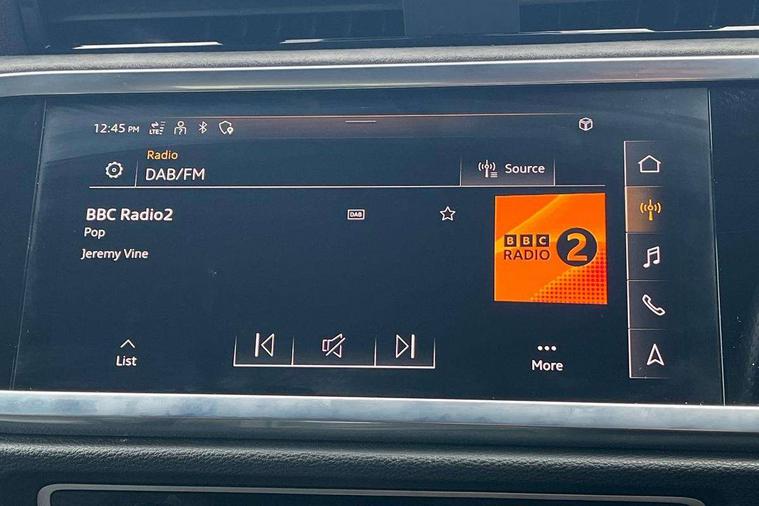 12:45 PM LTE
Radio
DAB/FM
Source
BBC Radio2
DAB
Pop
Jeremy Vine
BBC
RADIO 2
List
More